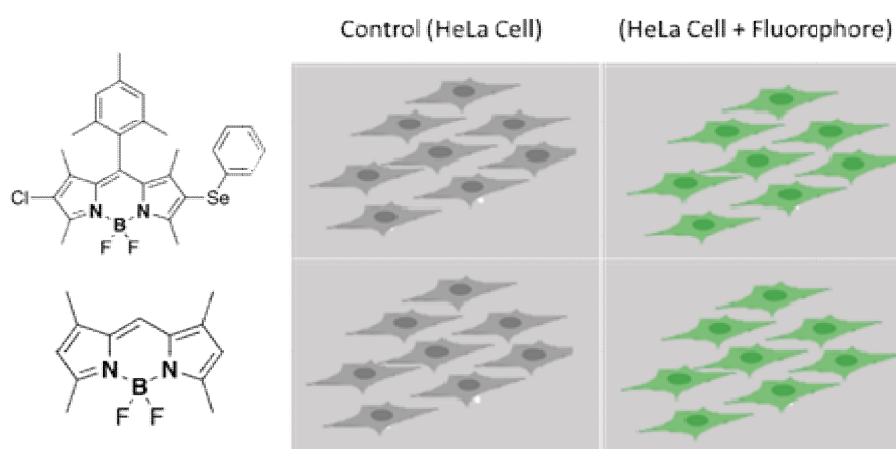 Control (HeLa Cell)
(HeLa Cell + Fluorophore)
Cl
Se
N
N
B
F
F
N
N
B
F
F